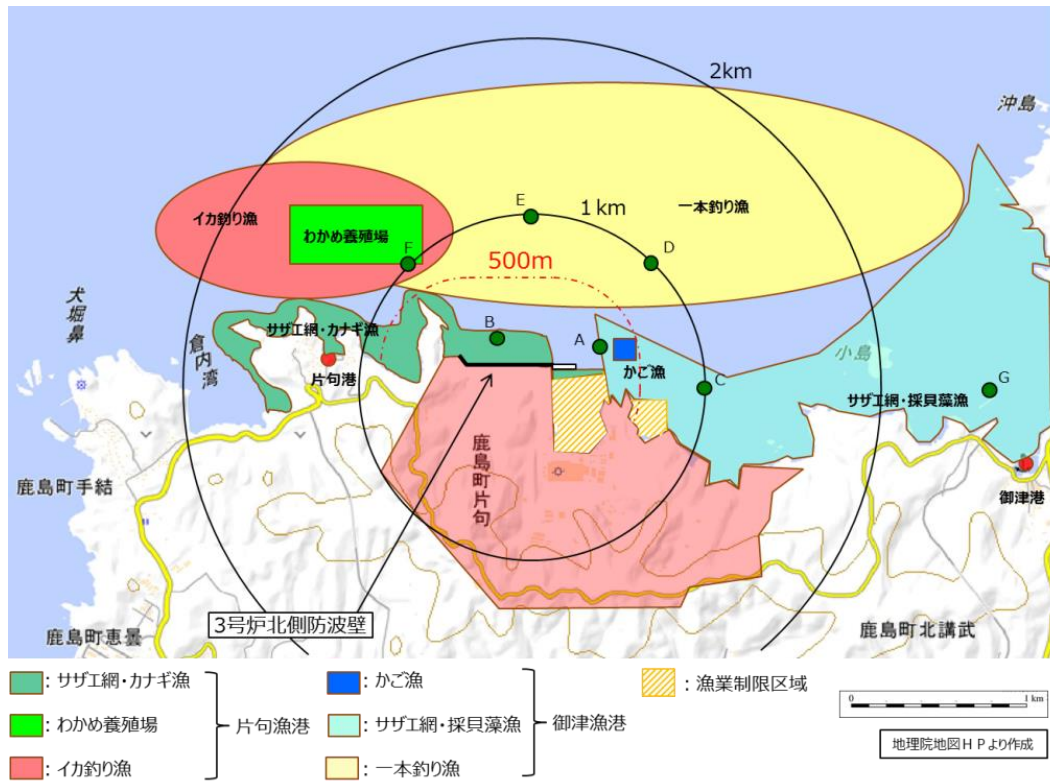 2km
沖島
1km
E
一本釣り漁
イカ釣り漁
わかめ養殖場
F
D
500m
犬堀鼻
倉内湾
サザエ網・カナギ漁
片句港
B
A
かご漁
C
小島
サザエ網・採貝藻漁
G
御津港
鹿島町手結
鹿島町片句
3号炉北側防波壁
鹿島町恵曇
鹿島町北講武
:サザエ網・カナギ漁
:わかめ養殖場
:イカ釣り漁
片句漁港
:かご漁
:サザエ網・採貝藻漁
:一本釣り漁
御津漁港
:漁業制限区域
0 1 km
地理院地図HPより作成